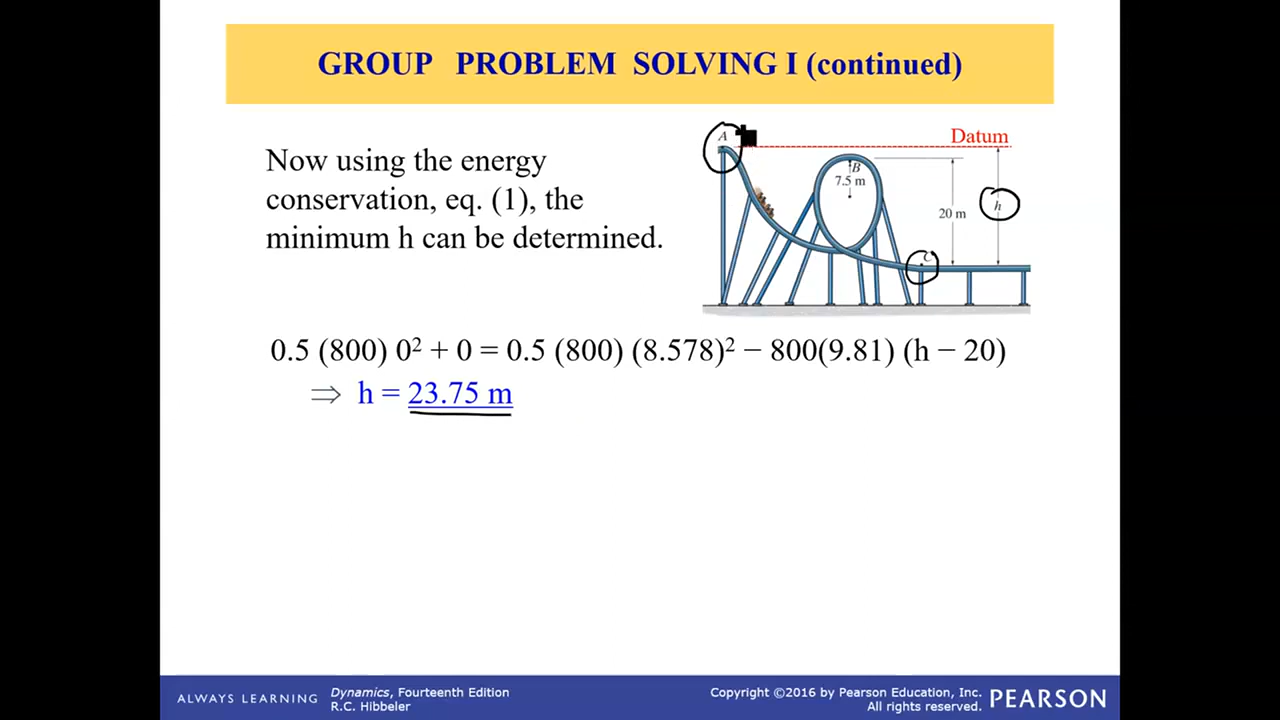 GROUP PROBLEM SOLVING I (continued)
Now using the energy
conservation, eq. (1), the
minimum h can be determined.
A
Datum
B
7.5 m
20 m
h
C
0.5 (800) 0² + 0 = 0.5 (800) (8.578)² − 800(9.81) (h − 20)
⇒ h = 23.75 m
ALWAYS LEARNING
Dynamics, Fourteenth Edition
R.C. Hibbeler
Copyright ©2016 by Pearson Education, Inc.
All rights reserved.
PEARSON